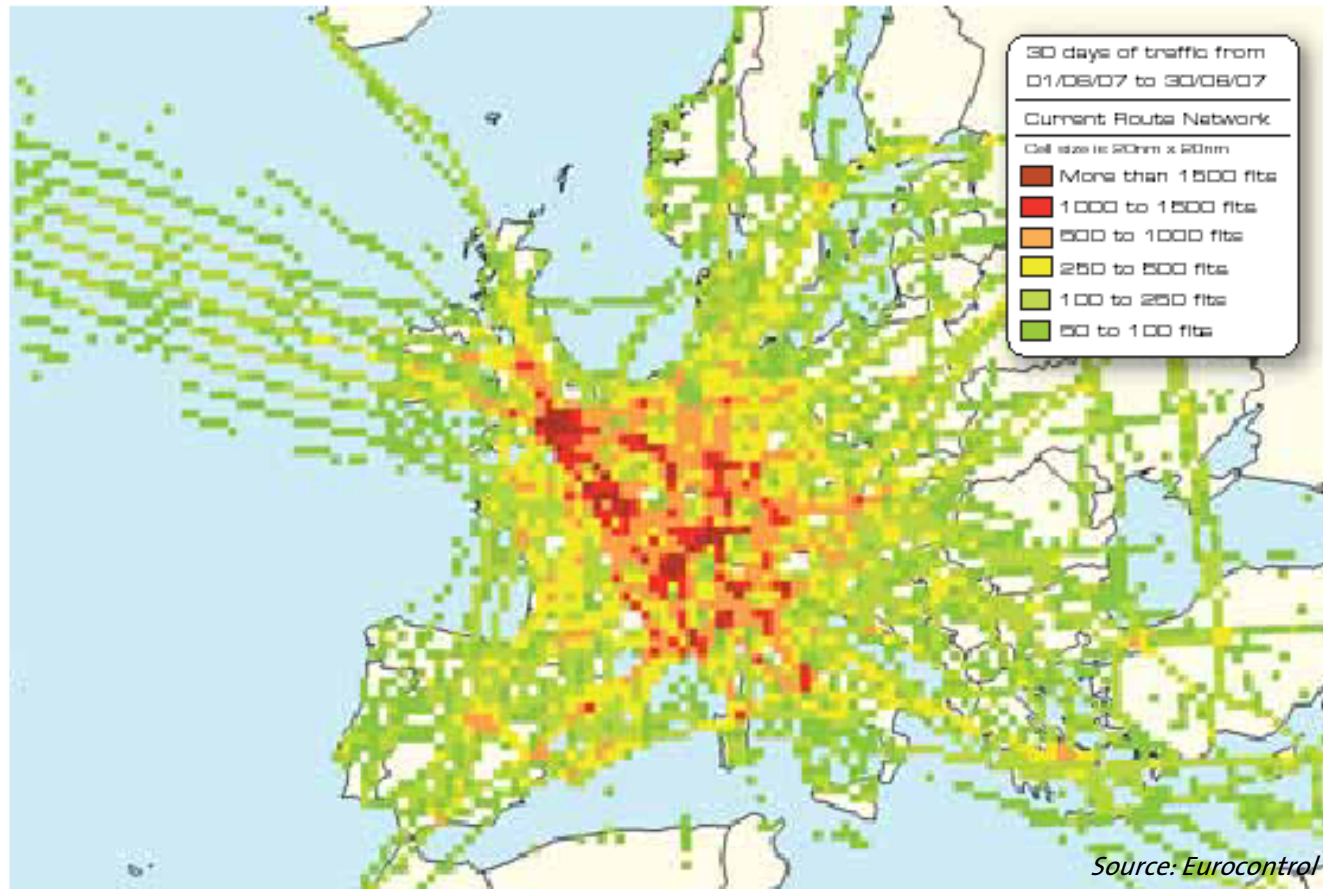 30 days of traffic from
01/06/07 to 30/06/07
Current Route Network
Cell size is 20nm x 20nm
More than 1500 flts
1000 to 1500 flts
500 to 1000 flts
250 to 500 flts
100 to 250 flts
50 to 100 flts
Source: Eurocontrol